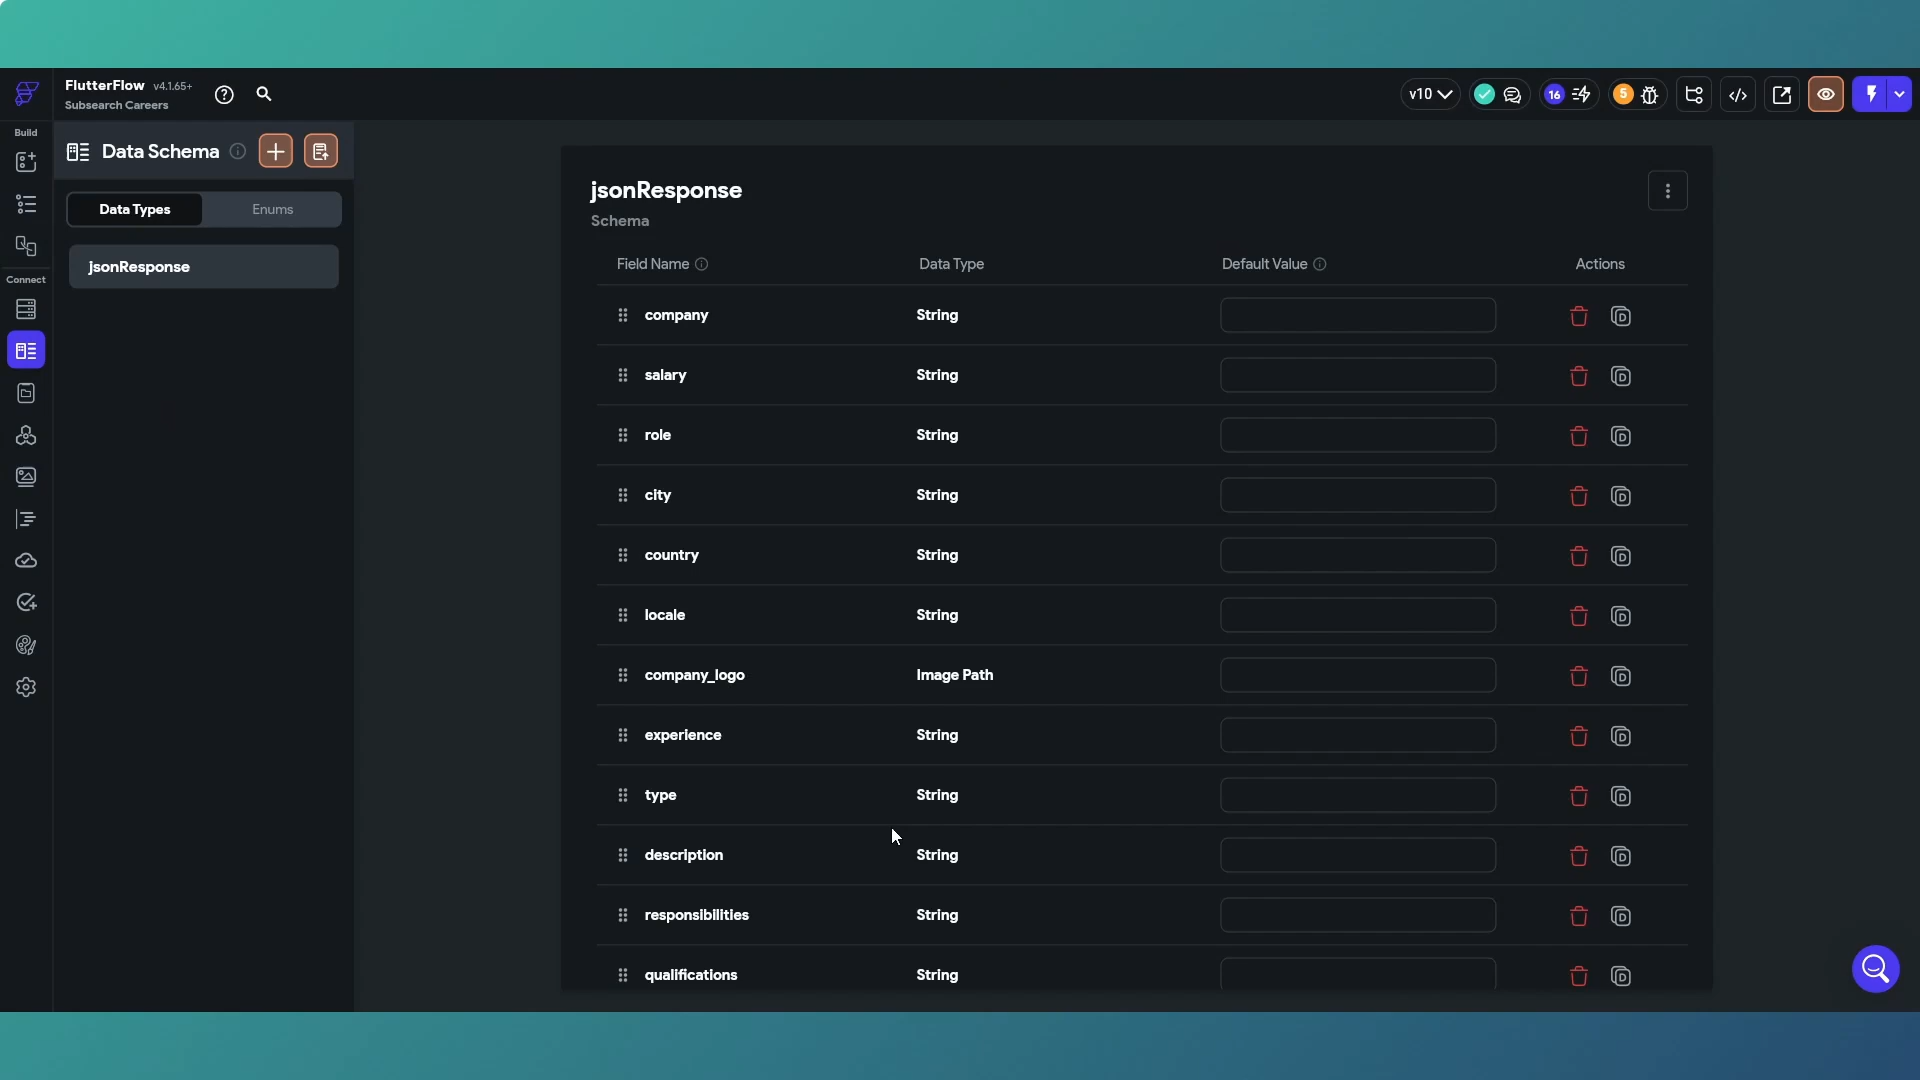 FlutterFlow v4.1.65+
Subsearch Careers
v10
16
5
Build
Data Schema
Data Types
Enums
jsonResponse
Connect
jsonResponse
Schema
Field Name
Data Type
Default Value
Actions
company String
salary String
role String
city String
country String
locale String
company_logo Image Path
experience String
type String
description String
responsibilities String
qualifications String